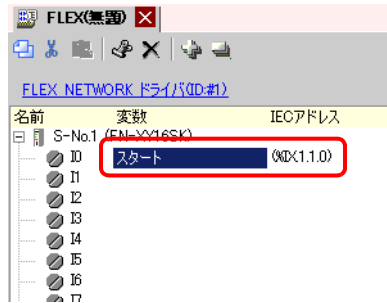 FLEX(無題)
FLEX NETWORK ドライバ(ID:#1)
名前 変数 IECアドレス
S-No.1 (FN-XY16SK)
I0 スタート (%IX1.1.0)
I1
I2
I3
I4
I5
I6
I7